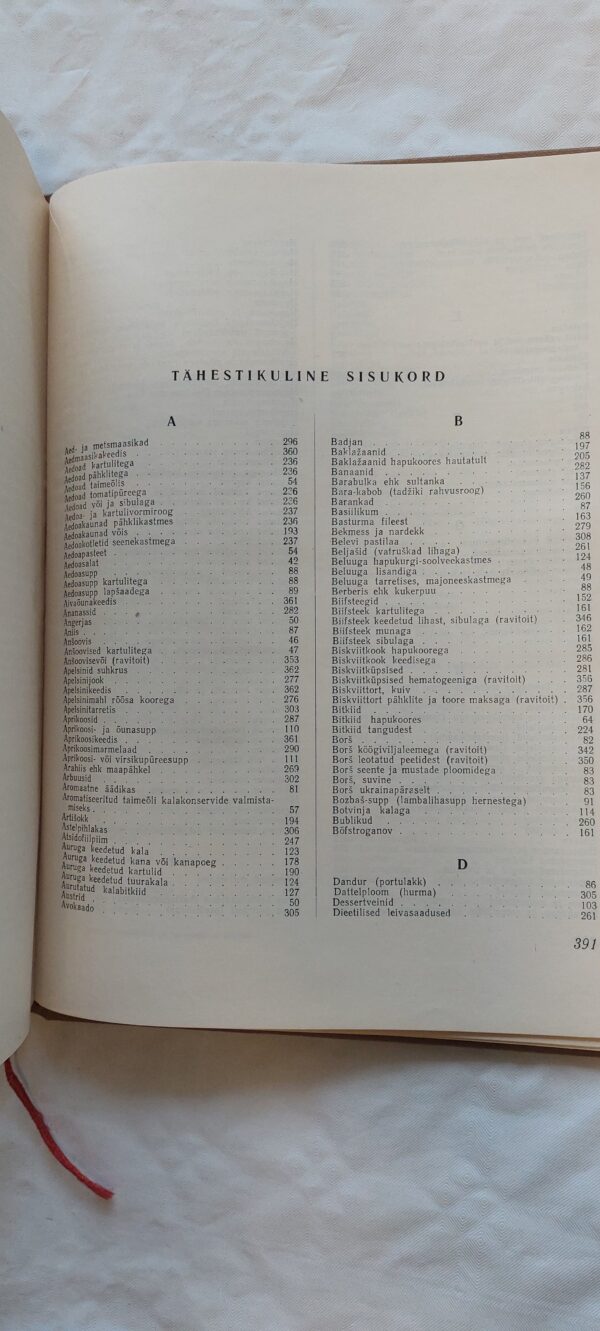 TÄHESTIKULINE SISUKORD
A
Aed- ja metsmaasikad 296
Aedmaasikakeedis 360
Aedoad kartulitega 236
Aedoad pähklitega 236
Aedoad taimeõlis 54
Aedoad tomatipüreega 236
Aedoad või ja sibulaga 236
Aedoa- ja kartulivormiroog 237
Aedoakaunad pähklikastmes 236
Aedoakaunad võis 193
Aedoakotletid seenekastmega 237
Aedoapasteet 54
Aedoasalat 42
Aedoasupp 88
Aedoasupp kartulitega 88
Aedoasupp lapšaadega 89
Aivaõunakeedis 361
Ananassid 282
Angerjas 50
Aniis 87
Anšoovis 46
Anšoovised kartulitega 47
Anšoovisevõi (ravitoit) 353
Apelsinid suhkrus 362
Apelsinijook 277
Apelsinikeedis 362
Apelsinimahl rõõsa koorega 276
Apelsinitarretis 303
Aprikoosid 287
Aprikoosi- ja õunasupp 110
Aprikoosikeedis 361
Aprikoosimarmelaad 290
Aprikoosi- või virsikupüreesupp 111
Arahiis ehk maapähkel 269
Arbuusid 302
Aromaatne äädikas 81
Aromatiseeritud taimeõli kalakonservide valmista-
miseks 57
Artišokk 194
Astelpihlakas 306
Atsidofiilpiim 247
Auruga keedetud kala 123
Auruga keedetud kana või kanapoeg 178
Auruga keedetud kartulid 190
Auruga keedetud tuurakala 124
Aurutatud kalabitkiid 127
Austrid 50
Avokaado 305
B
Badjan 88
Baklažaanid 197
Baklažaanid hapukoores hautatult 205
Banaanid 282
Barabulka ehk sultanka 137
Bara-kabob (tadžiki rahvusroog) 156
Barankad 260
Basiilikum 87
Basturma fileest 163
Bekmess ja nardekk 279
Belevi pastilaa 308
Beljašid (vatruškad lihaga) 261
Beluuga hapukurgi-soolveekastmes 124
Beluuga lisandiga 48
Beluuga tarretises, majoneeskastmega 49
Berberis ehk kukerpuu 88
Biifsteegid 152
Biifsteek kartulitega 161
Biifsteek keedetud lihast, sibulaga (ravitoit) 346
Biifsteek munaga 162
Biifsteek sibulaga 161
Biskviitkook hapukoorega 285
Biskviitkook keedisega 286
Biskviitküpsised 281
Biskviitküpsised hematogeeniga (ravitoit) 356
Biskviittort, kuiv 287
Biskviittort pähklite ja toore maksaga (ravitoit) 356
Bitkiid 170
Bitkiid hapukoores 64
Bitkiid tangudest 224
Borš 82
Borš köögiviljaleemega (ravitoit) 342
Borš leotatud peetidest (ravitoit) 350
Borš seente ja mustade ploomidega 83
Borš, suvine 83
Borš ukrainapäraselt 83
Bozbaš-supp (lambalihasupp hernestega) 91
Botvinja kalaga 114
Bublikud 260
Böfstroganov 161
D
Dandur (portulakk) 86
Dattelploom (hurma) 305
Dessertveinid 103
Dieetilised leivasaadused 261
391